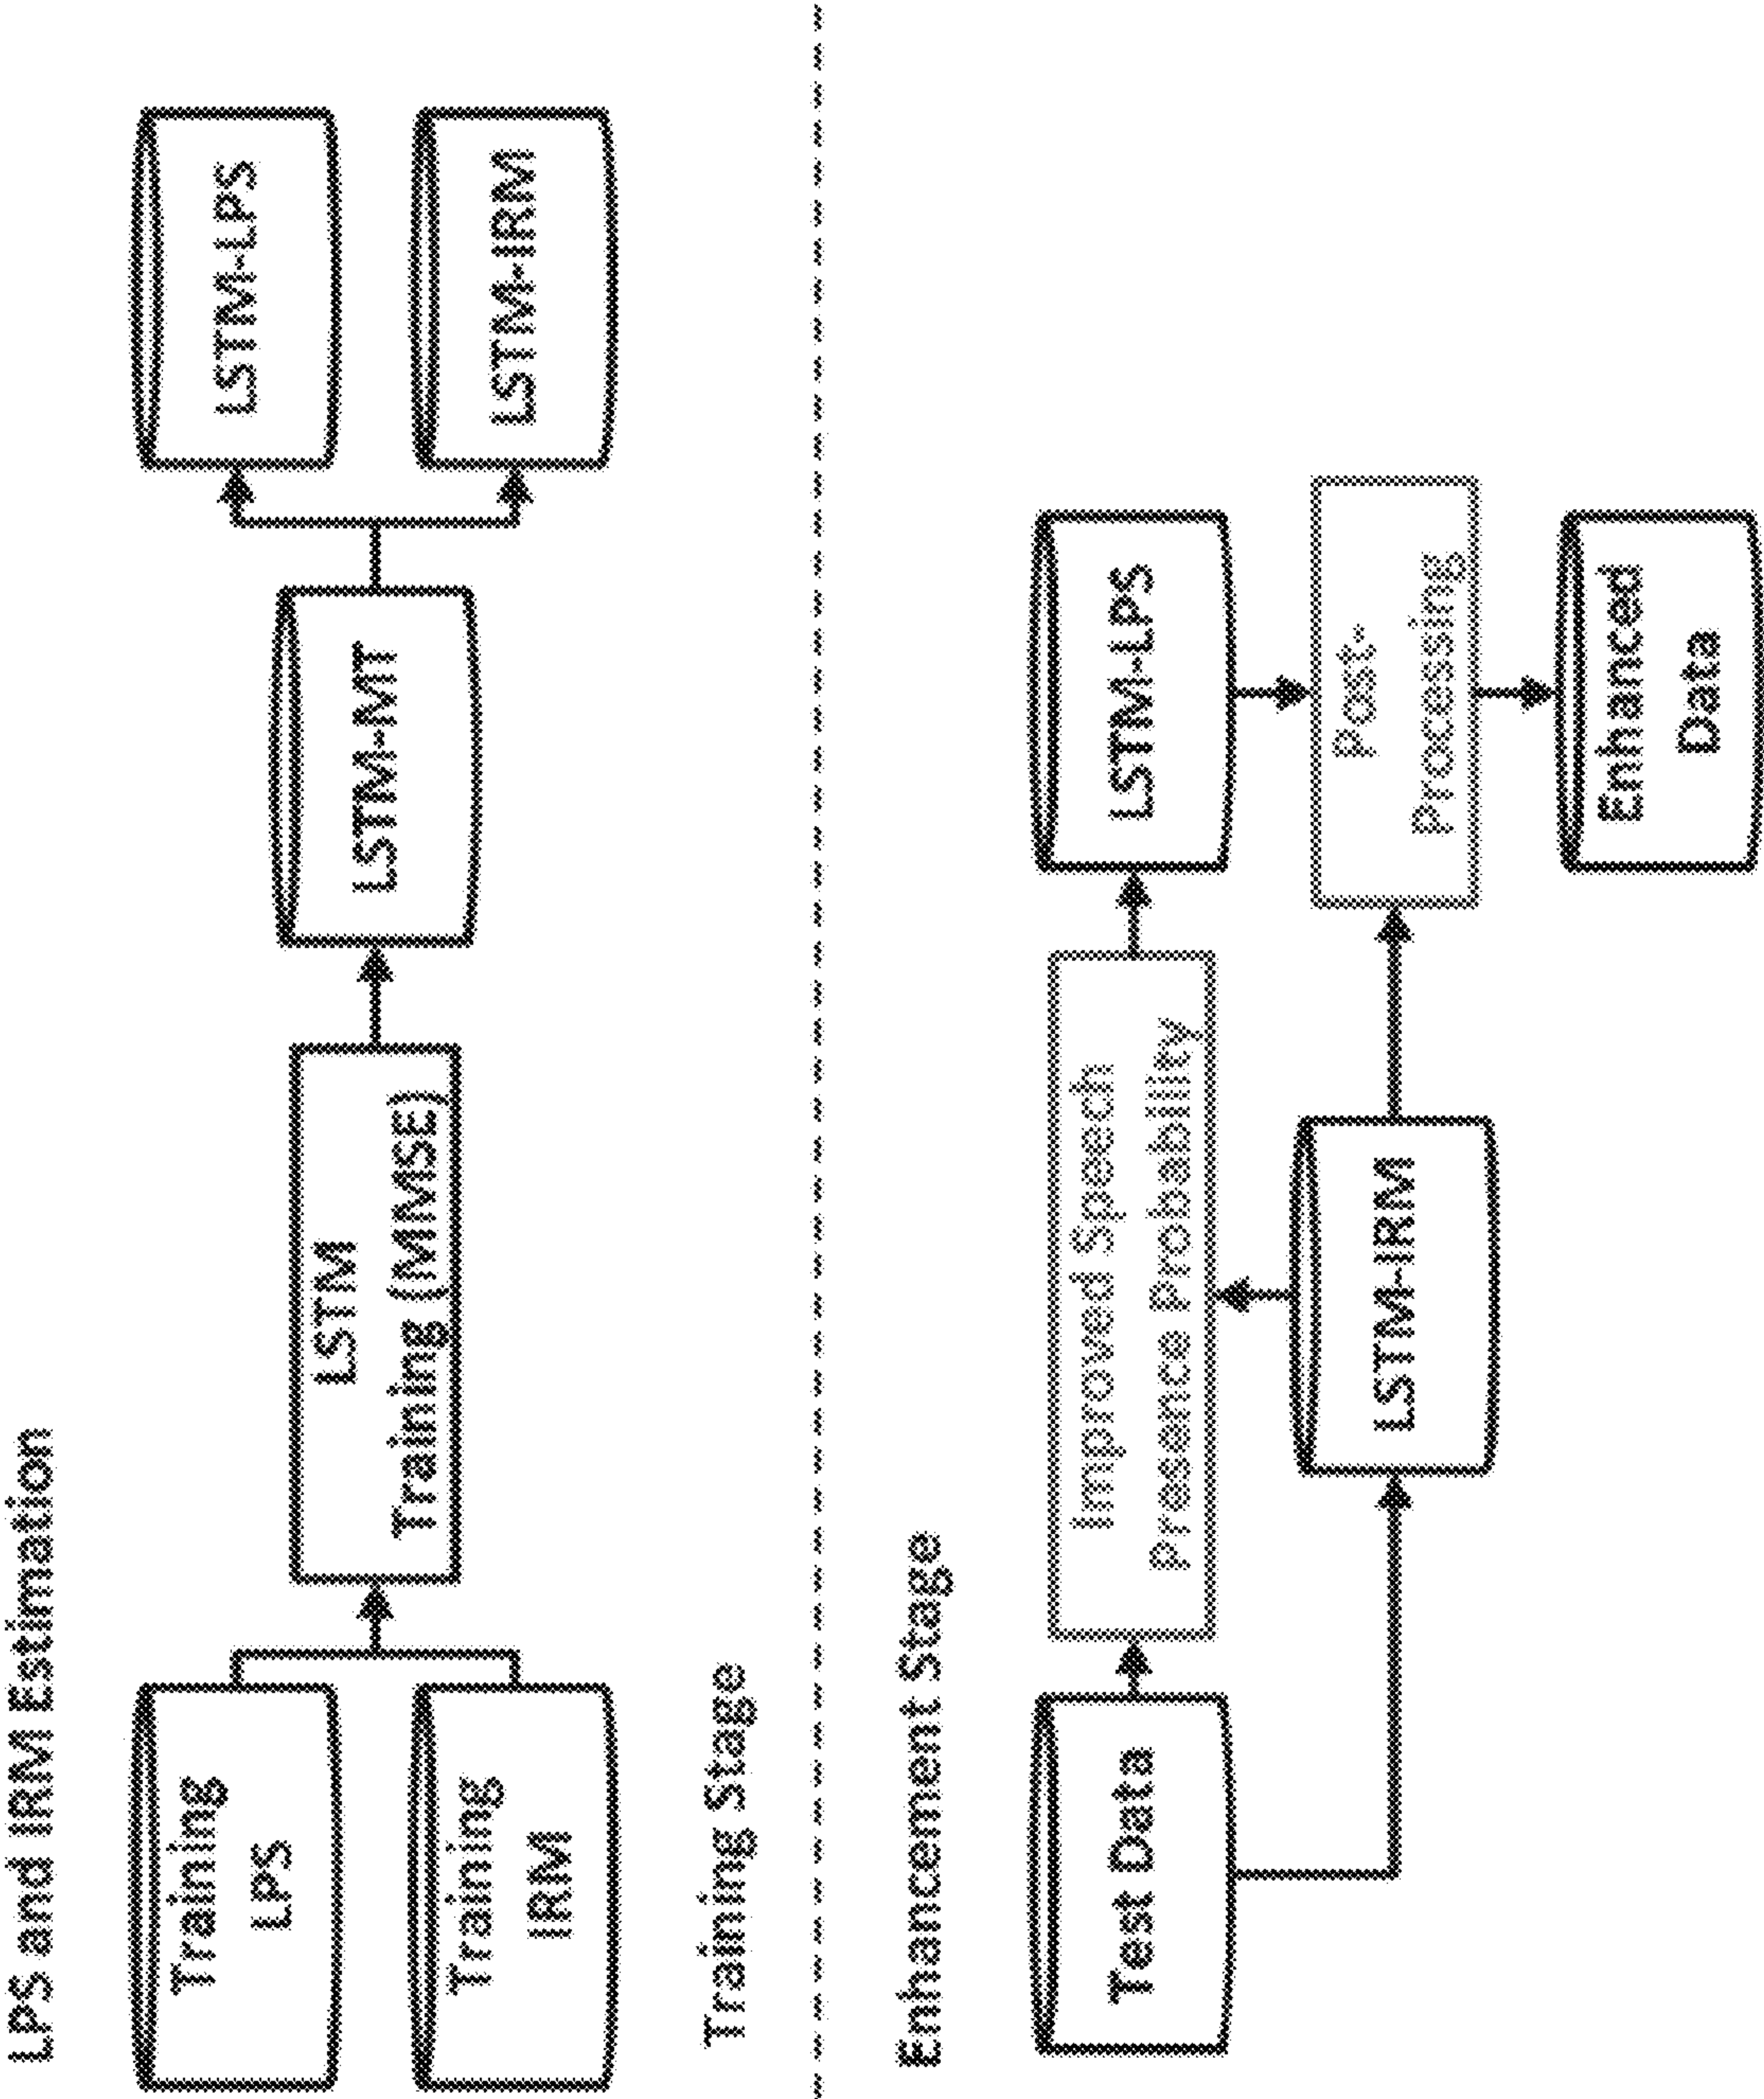 LPS and IRM Estimation
Training
LPS
Training
IRM
LSTM
Training (MMSE)
LSTM-MT
LSTM-LPS
LSTM-IRM
Training Stage
Enhancement Stage
Test Data
Improved Speech
Presence Probability
LSTM-LPS
LSTM-IRM
Post-
Processing
Enhanced
Data